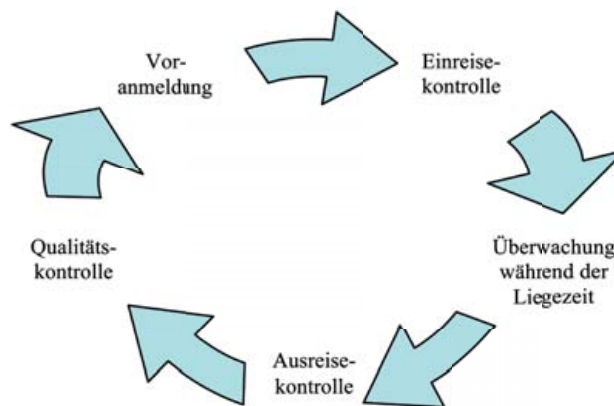 Vor-
anmeldung
Einreise-
kontrolle
Überwachung
während der
Liegezeit
Ausreise-
kontrolle
Qualitäts-
kontrolle